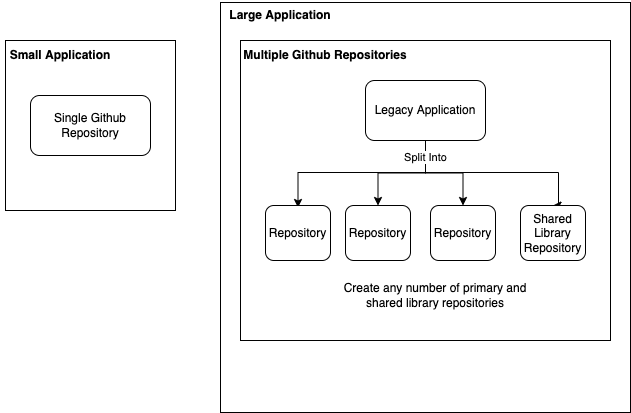 Small Application
Single Github
Repository
Large Application
Multiple Github Repositories
Legacy Application
Split Into
Repository
Repository
Repository
Shared
Library
Repository
Create any number of primary and
shared library repositories